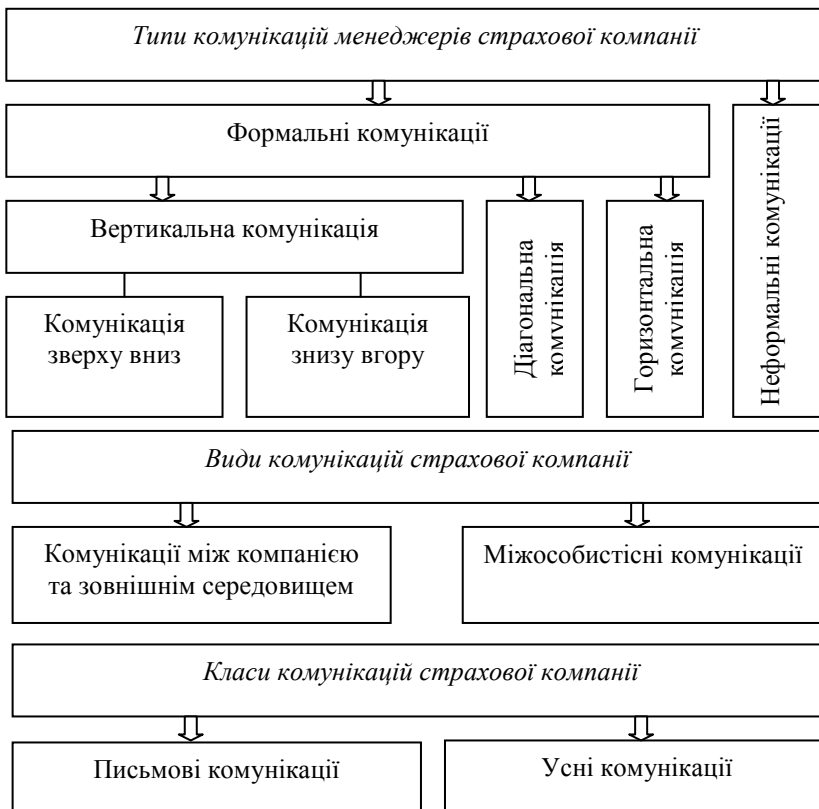 Типи комунікацій менеджерів страхової компанії
Формальні комунікації
Неформальні комунікації
Вертикальна комунікація
Діагональна
комунікація
Горизонтальна
комунікація
Комунікація
зверху вниз
Комунікація
знизу вгору
Види комунікацій страхової компанії
Комунікації між компанією
та зовнішнім середовищем
Міжособистісні комунікації
Класи комунікацій страхової компанії
Письмові комунікації
Усні комунікації